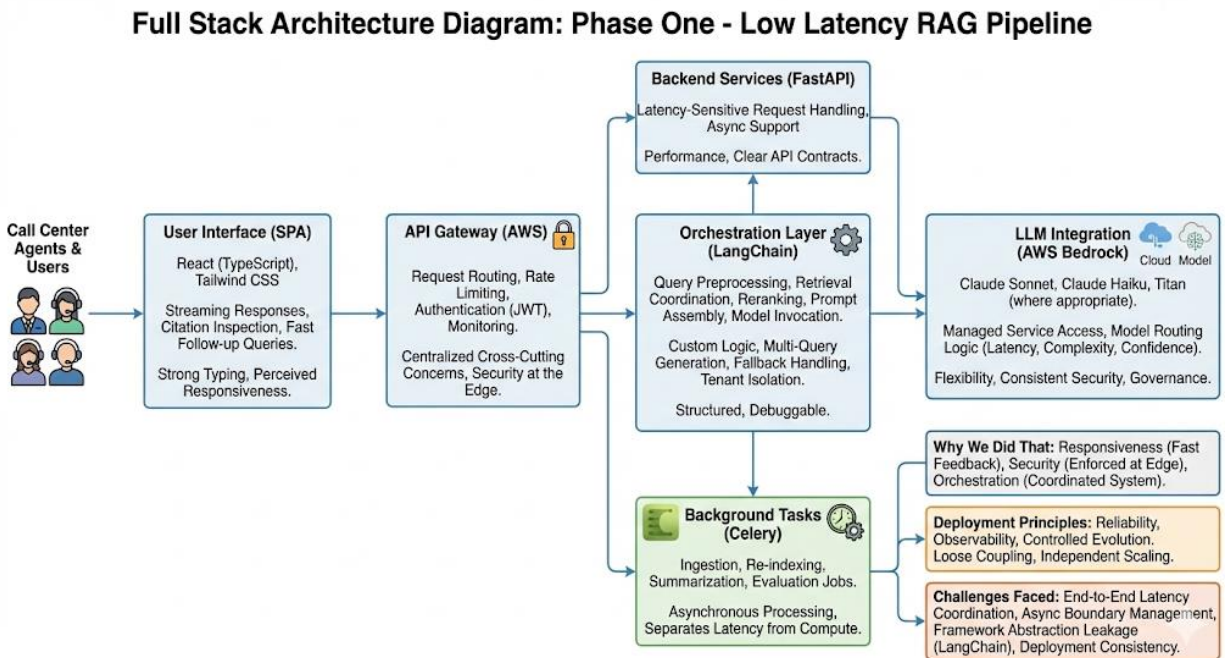 Full Stack Architecture Diagram: Phase One - Low Latency RAG Pipeline
Call Center
Agents &
Users
User Interface (SPA)
React (TypeScript),
Tailwind CSS
Streaming Responses,
Citation Inspection, Fast
Follow-up Queries.
Strong Typing, Perceived
Responsiveness.
API Gateway (AWS)
Request Routing, Rate
Limiting,
Authentication (JWT),
Monitoring.
Centralized Cross-Cutting
Concerns, Security at the
Edge.
Backend Services (FastAPI)
Latency-Sensitive Request Handling,
Async Support
Performance, Clear API Contracts.
Orchestration Layer
(LangChain)
Query Preprocessing, Retrieval
Coordination, Reranking, Prompt
Assembly, Model Invocation.
Custom Logic, Multi-Query
Generation, Fallback Handling,
Tenant Isolation.
Structured, Debuggable.
Background Tasks
(Celery)
Ingestion, Re-indexing,
Summarization, Evaluation Jobs.
Asynchronous Processing,
Separates Latency from Compute.
LLM Integration
(AWS Bedrock)
Cloud Model
Claude Sonnet, Claude Haiku, Titan
(where appropriate).
Managed Service Access, Model Routing
Logic (Latency, Complexity, Confidence).
Flexibility, Consistent Security, Governance.
Why We Did That: Responsiveness (Fast
Feedback), Security (Enforced at Edge),
Orchestration (Coordinated System).
Deployment Principles: Reliability,
Observability, Controlled Evolution.
Loose Coupling, Independent Scaling.
Challenges Faced: End-to-End Latency
Coordination, Async Boundary Management,
Framework Abstraction Leakage
(LangChain), Deployment Consistency.